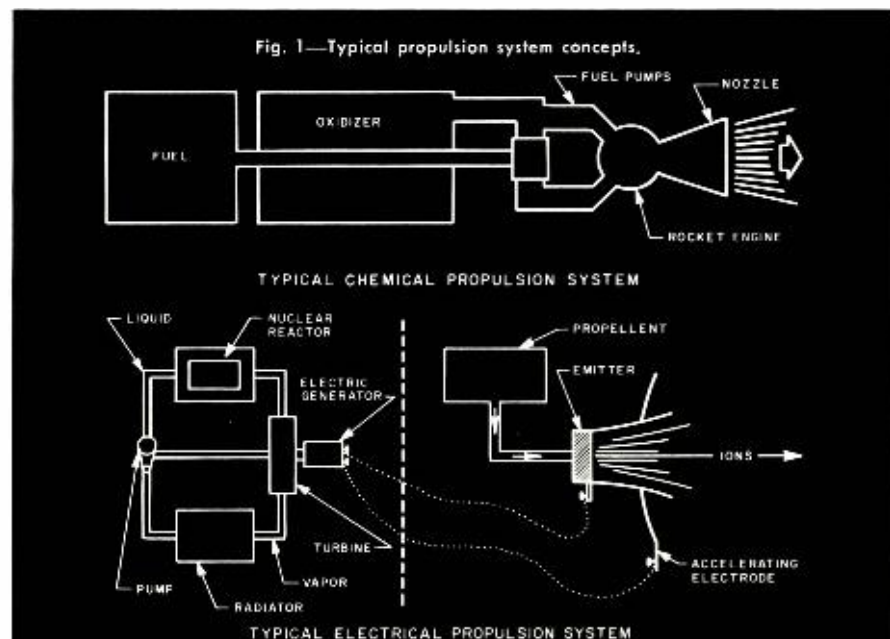 Fig. 1—Typical propulsion system concepts.
FUEL PUMPS
NOZZLE
OXIDIZER
FUEL
ROCKET ENGINE
TYPICAL CHEMICAL PROPULSION SYSTEM
LIQUID
NUCLEAR
REACTOR
PROPELLENT
EMITTER
ELECTRIC
GENERATOR
IONS
TURBINE
VAPOR
PUMP
RADIATOR
ACCELERATING
ELECTRODE
TYPICAL ELECTRICAL PROPULSION SYSTEM